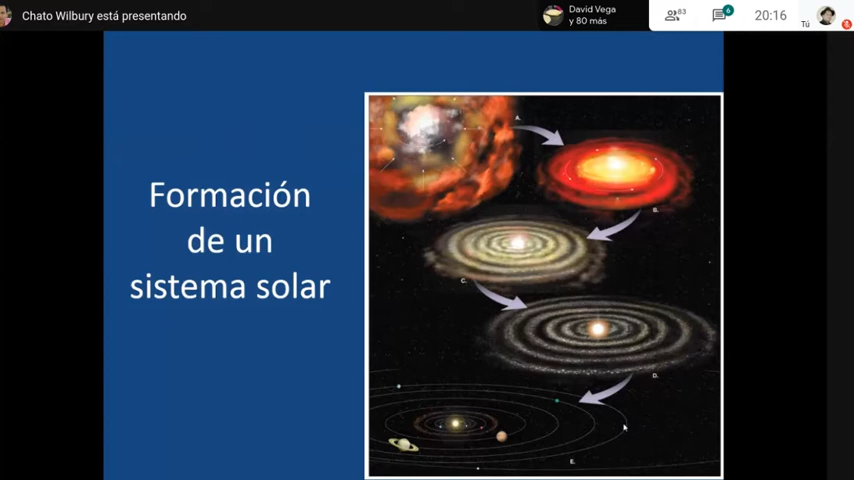 Chato Wilbury está presentando
David Vega
y 80 más
83
6
20:16
Tú
Formación
de un
sistema solar
A.
B.
C.
D.
E.